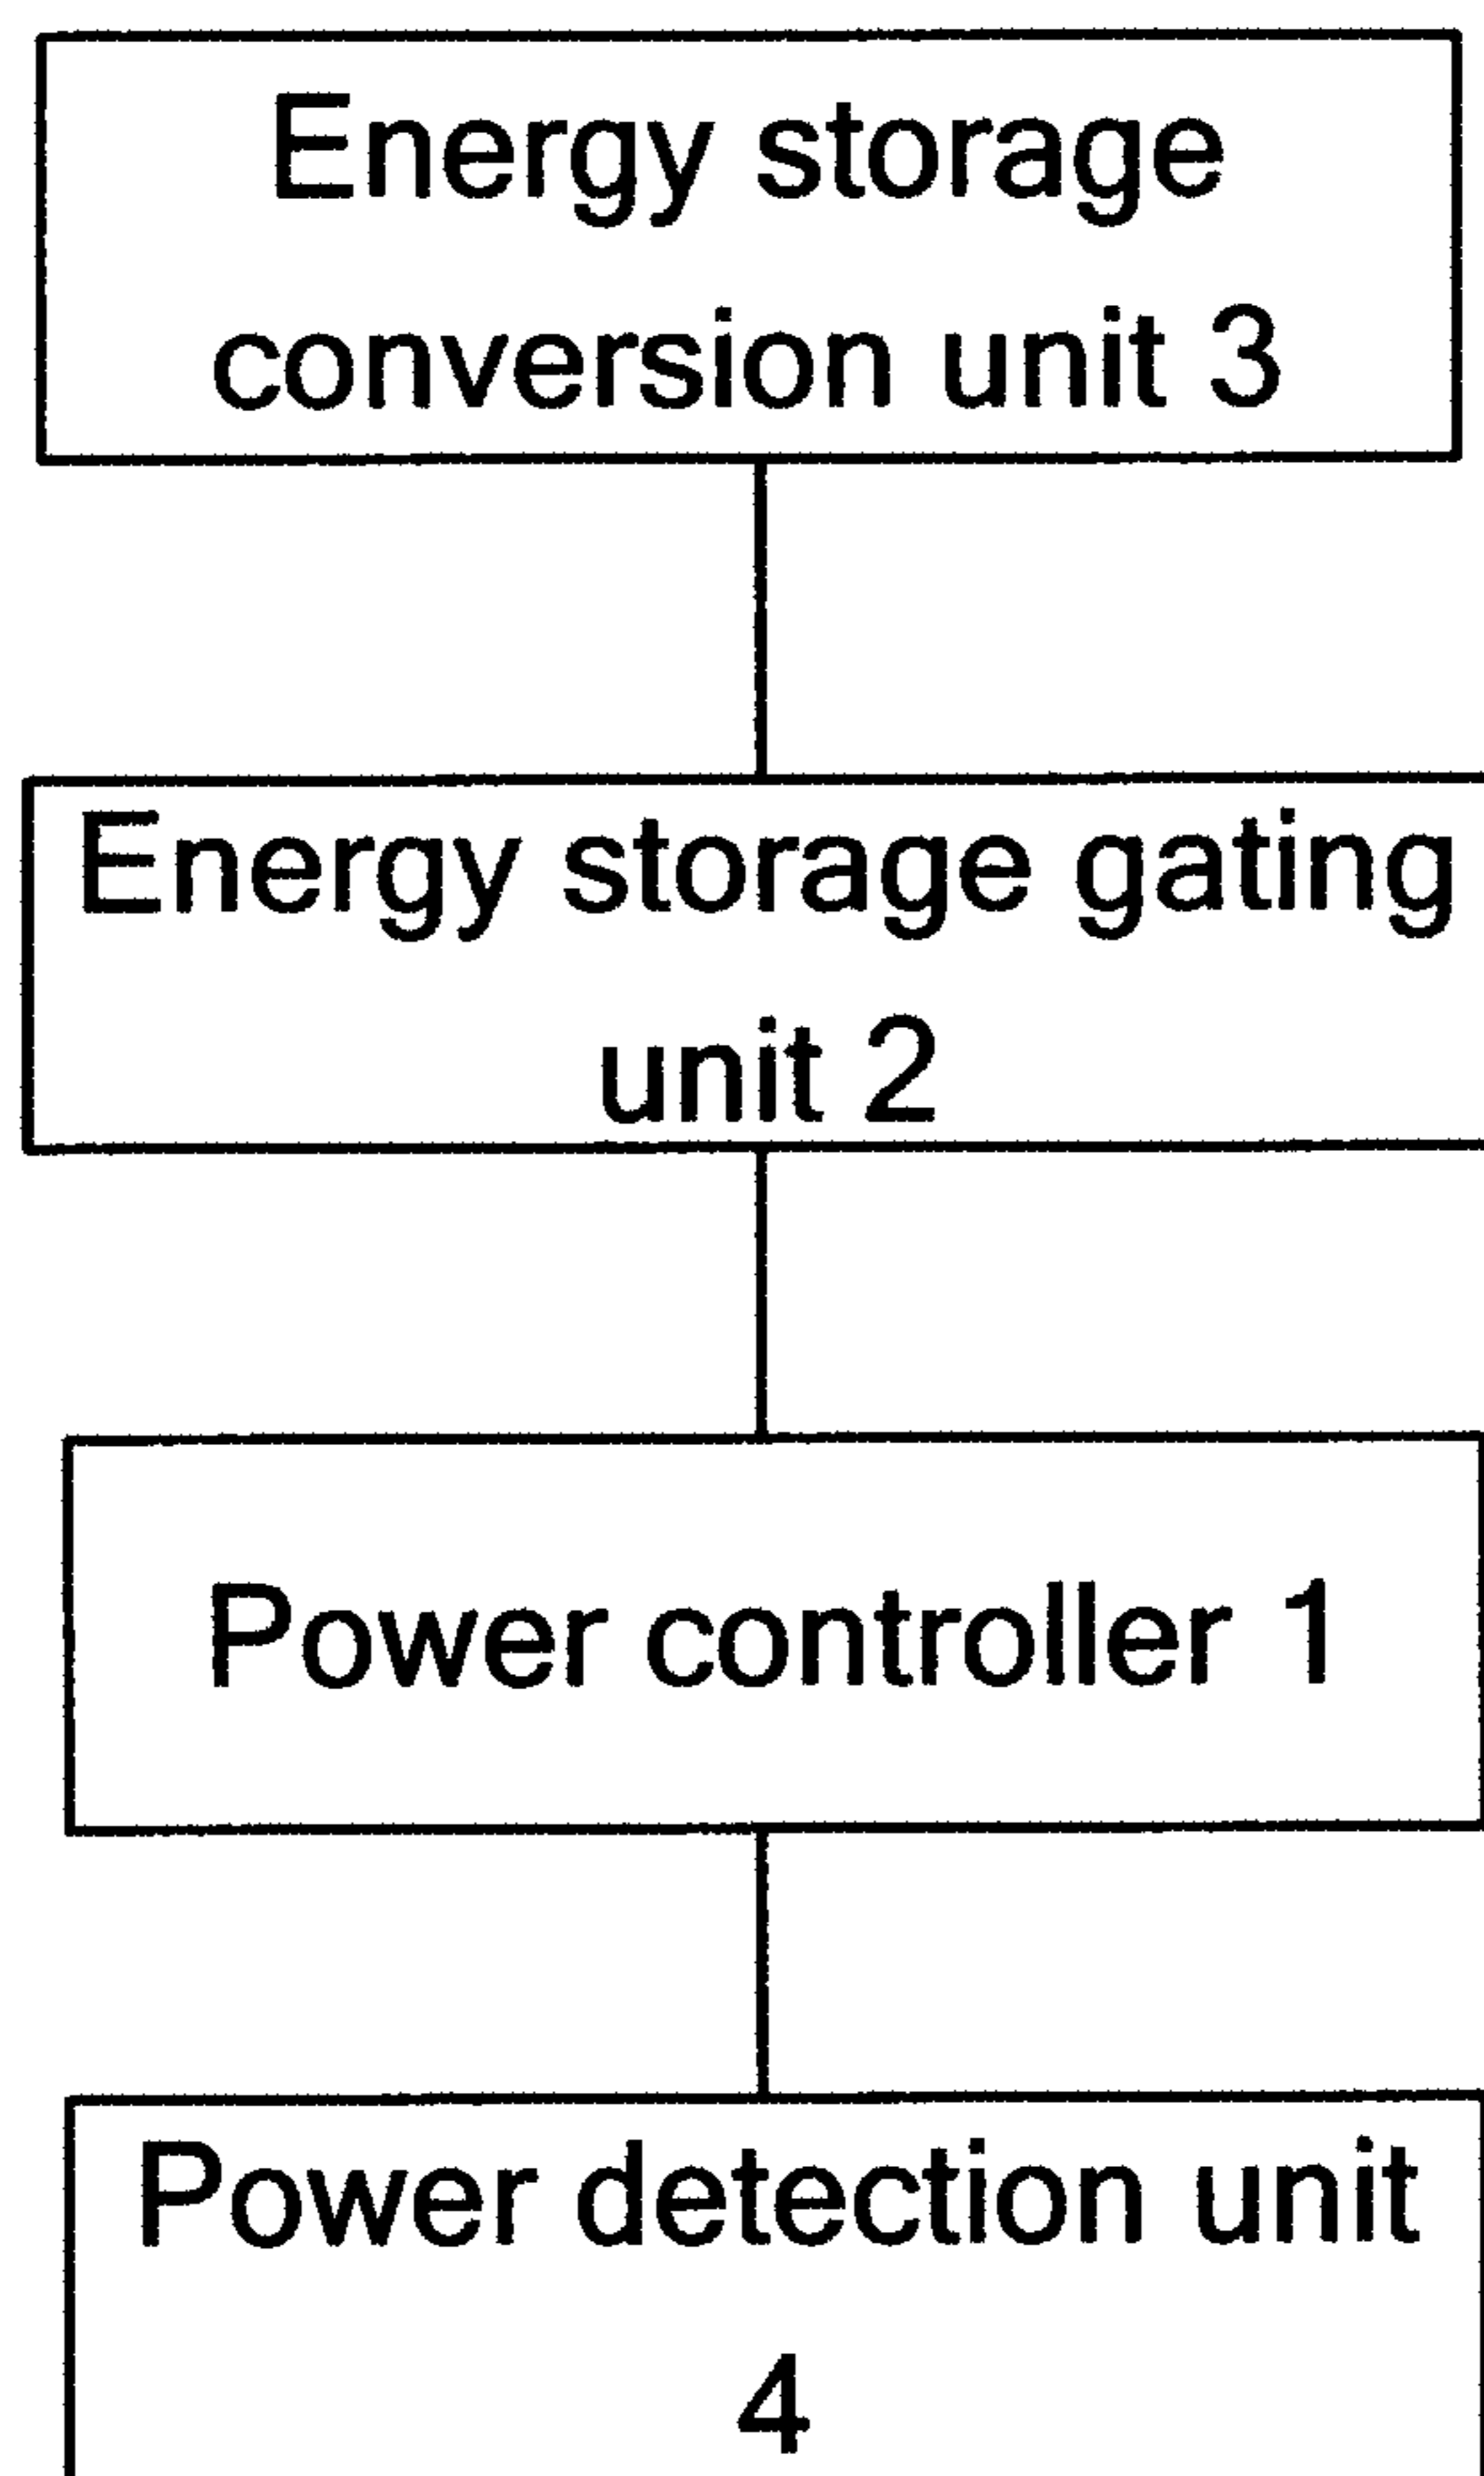 Energy storage
conversion unit 3
Energy storage gating
unit 2
Power controller 1
Power detection unit
4